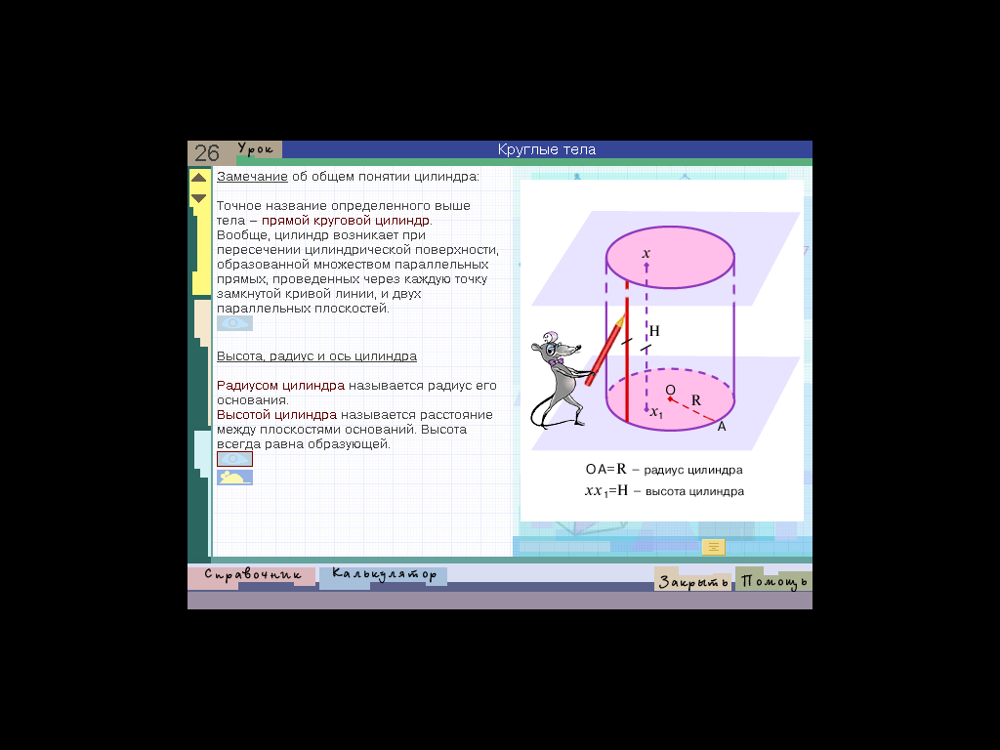 26
Урок
Круглые тела
Замечание об общем понятии цилиндра:
Точное название определенного выше
тела – прямой круговой цилиндр.
Вообще, цилиндр возникает при
пересечении цилиндрической поверхности,
образованной множеством параллельных
прямых, проведенных через каждую точку
замкнутой кривой линии, и двух
параллельных плоскостей.
Высота, радиус и ось цилиндра
Радиусом цилиндра называется радиус его
основания.
Высотой цилиндра называется расстояние
между плоскостями оснований. Высота
всегда равна образующей.
x
H
O
R
x₁
A
OA=R – радиус цилиндра
xx₁=H – высота цилиндра
Справочник
Калькулятор
Закрыть
Помощь